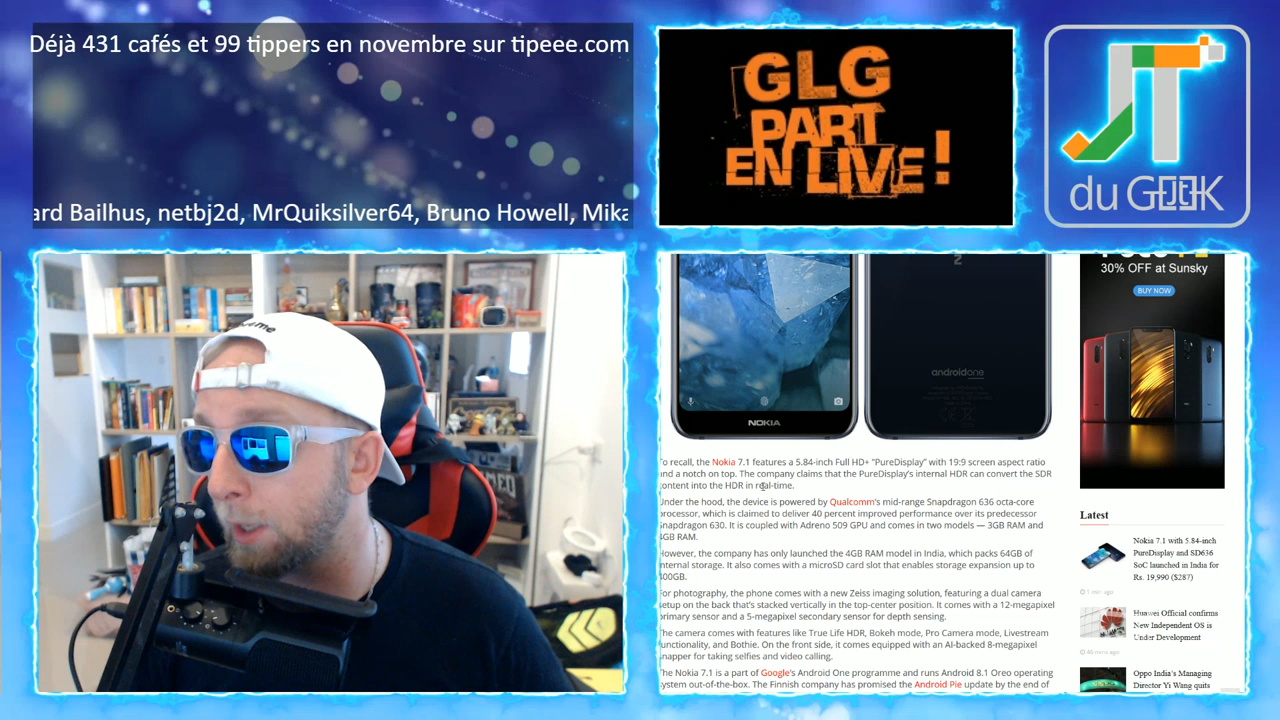 Déjà 431 cafés et 99 tippers en novembre sur tipeee.com
ard Bailhus, netbj2d, MrQuiksilver64, Bruno Howell, Mika
GLG
PART
EN LIVE !
JT
du GEEK
30% OFF at Sunsky
BUY NOW
androidone
NOKIA
To recall, the Nokia 7.1 features a 5.84-inch Full HD+ "PureDisplay" with 19:9 screen aspect ratio
and a notch on top. The company claims that the PureDisplay's internal HDR can convert the SDR
content into the HDR in real-time.
Under the hood, the device is powered by Qualcomm's mid-range Snapdragon 636 octa-core
processor, which is claimed to deliver 40 percent improved performance over its predecessor
Snapdragon 630. It is coupled with Adreno 509 GPU and comes in two models — 3GB RAM and
4GB RAM.
However, the company has only launched the 4GB RAM model in India, which packs 64GB of
internal storage. It also comes with a microSD card slot that enables storage expansion up to
400GB.
For photography, the phone comes with a new Zeiss imaging solution, featuring a dual camera
setup on the back that's stacked vertically in the top-center position. It comes with a 12-megapixel
primary sensor and a 5-megapixel secondary sensor for depth sensing.
The camera comes with features like True Life HDR, Bokeh mode, Pro Camera mode, Livestream
functionality, and Bothie. On the front side, it comes equipped with an AI-backed 8-megapixel
snapper for taking selfies and video calling.
The Nokia 7.1 is a part of Google's Android One programme and runs Android 8.1 Oreo operating
system out-of-the-box. The Finnish company has promised the Android Pie update by the end of
Latest
Nokia 7.1 with 5.84-inch
PureDisplay and SD636
SoC launched in India for
Rs. 19,990 ($287)
1 min ago
Huawei Official confirms
New Independent OS is
Under Development
46 mins ago
Oppo India's Managing
Director Yi Wang quits